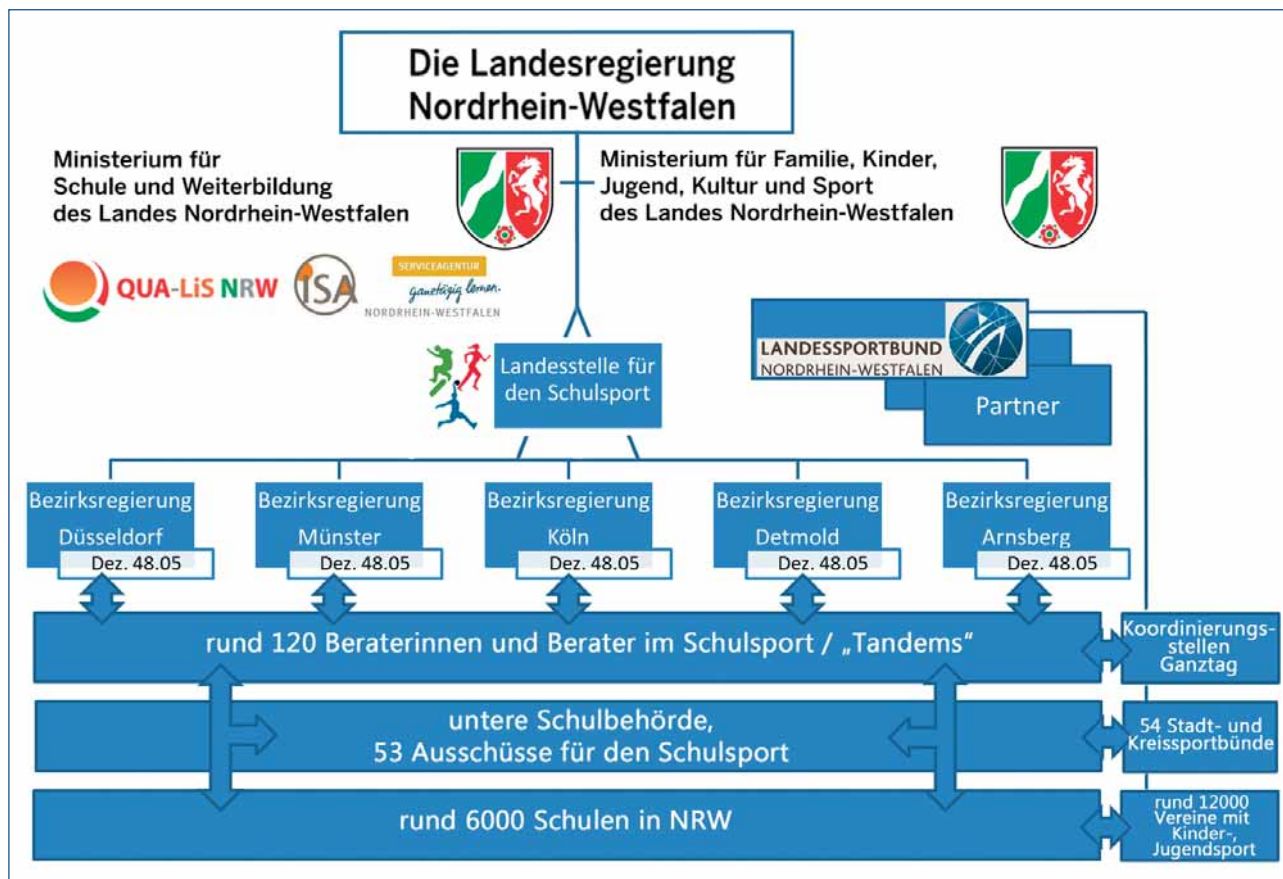 Die Landesregierung
Nordrhein-Westfalen
Ministerium für
Schule und Weiterbildung
des Landes Nordrhein-Westfalen
Ministerium für Familie, Kinder,
Jugend, Kultur und Sport
des Landes Nordrhein-Westfalen
QUA-LiS NRW
iSA
SERVICEAGENTUR
ganztägig lernen.
NORDRHEIN-WESTFALEN
Landesstelle für
den Schulsport
LANDESSPORTBUND
NORDRHEIN-WESTFALEN
Partner
Bezirksregierung
Düsseldorf
Dez. 48.05
Bezirksregierung
Münster
Dez. 48.05
Bezirksregierung
Köln
Dez. 48.05
Bezirksregierung
Detmold
Dez. 48.05
Bezirksregierung
Arnsberg
Dez. 48.05
rund 120 Beraterinnen und Berater im Schulsport / „Tandems“
Koordinierungs-
stellen
Ganztag
untere Schulbehörde,
53 Ausschüsse für den Schulsport
54 Stadt- und
Kreissportbünde
rund 6000 Schulen in NRW
rund 12000
Vereine mit
Kinder-,
Jugendsport